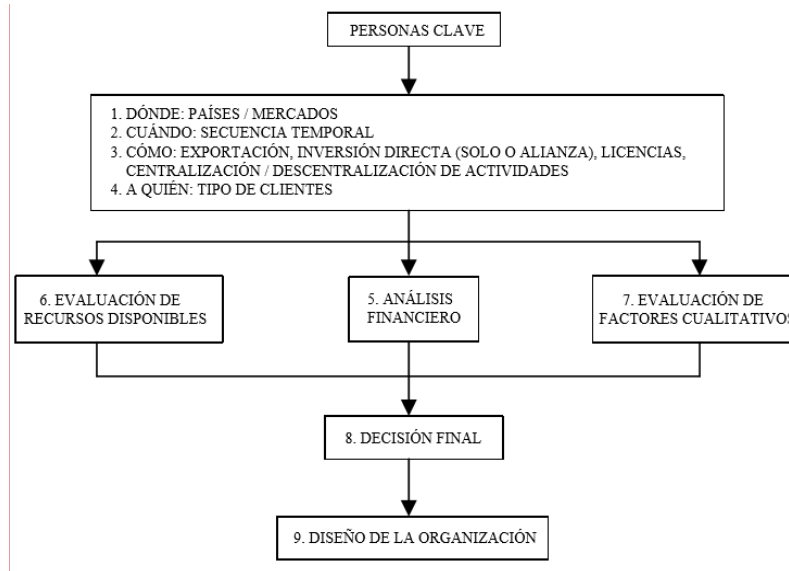 PERSONAS CLAVE
1. DÓNDE: PAÍSES / MERCADOS
2. CUÁNDO: SECUENCIA TEMPORAL
3. CÓMO: EXPORTACIÓN, INVERSIÓN DIRECTA (SOLO O ALIANZA), LICENCIAS,
CENTRALIZACIÓN / DESCENTRALIZACIÓN DE ACTIVIDADES
4. A QUIÉN: TIPO DE CLIENTES
6. EVALUACIÓN DE
RECURSOS DISPONIBLES
5. ANÁLISIS
FINANCIERO
7. EVALUACIÓN DE
FACTORES CUALITATIVOS
8. DECISIÓN FINAL
9. DISEÑO DE LA ORGANIZACIÓN